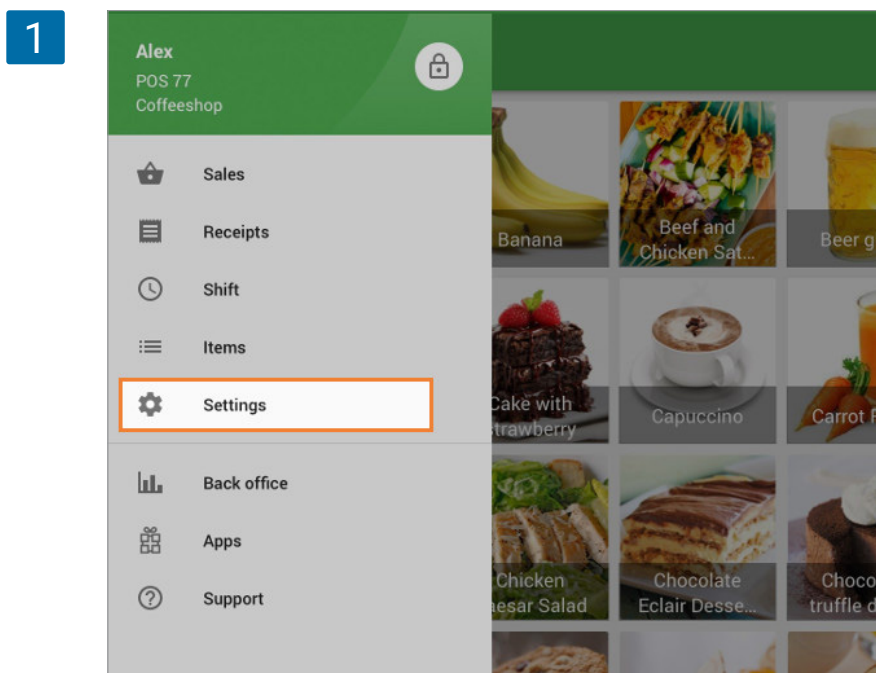 1
Alex
POS 77
Coffeeshop
Sales
Receipts
Shift
Items
Settings
Back office
Apps
Support
Banana
Beef and
Chicken Sat...
Beer g
Cake with
strawberry
Capuccino
Carrot F
Chicken
aesar Salad
Chocolate
Eclair Desse...
Choco
truffle d